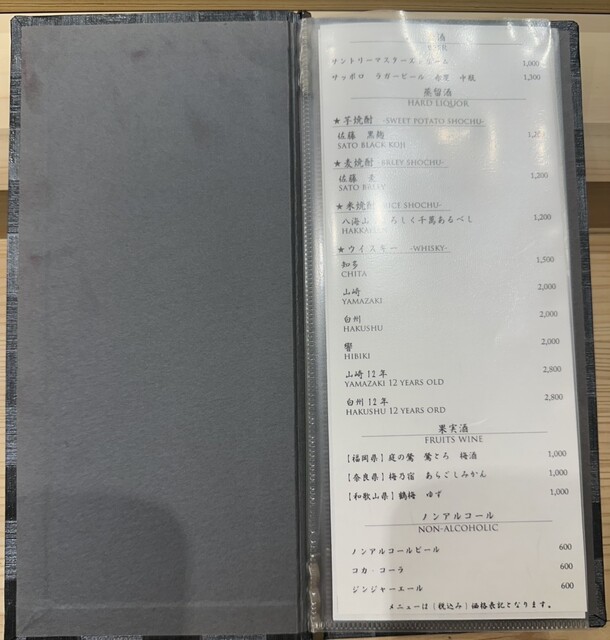 酒
サントリーマスターズ 1,000
サッポロ ラガービール 赤星 中瓶 1,300
蒸留酒
HARD LIQUOR
★芋焼酎 -SWEET POTATO SHOCHU-
佐藤 黒麹
SATO BLACK KOJI
★麦焼酎 -BRLEY SHOCHU-
佐藤 麦 1,200
SATO BRLEY
★米焼酎 -RICE SHOCHU-
八海山 ろしく千萬あるべし 1,200
★ウイスキー -WHISKY-
知多 1,500
CHITA
山崎 2,000
YAMAZAKI
白州 2,000
HAKUSHU
響 2,000
HIBIKI
山崎12年 2,800
YAMAZAKI 12 YEARS OLD
白州12年 2,800
HAKUSHU 12 YEARS ORD
果実酒
FRUITS WINE
【福岡県】庭の鶯 鶯とろ 梅酒 1,000
【奈良県】梅乃宿 あらごしみかん 1,000
【和歌山県】鶴梅 ゆず 1,000
ノンアルコール
NON-ALCOHOLIC
ノンアルコールビール 600
コカ・コーラ 600
ジンジャーエール 600
メニューは(税込み)価格表記となります。